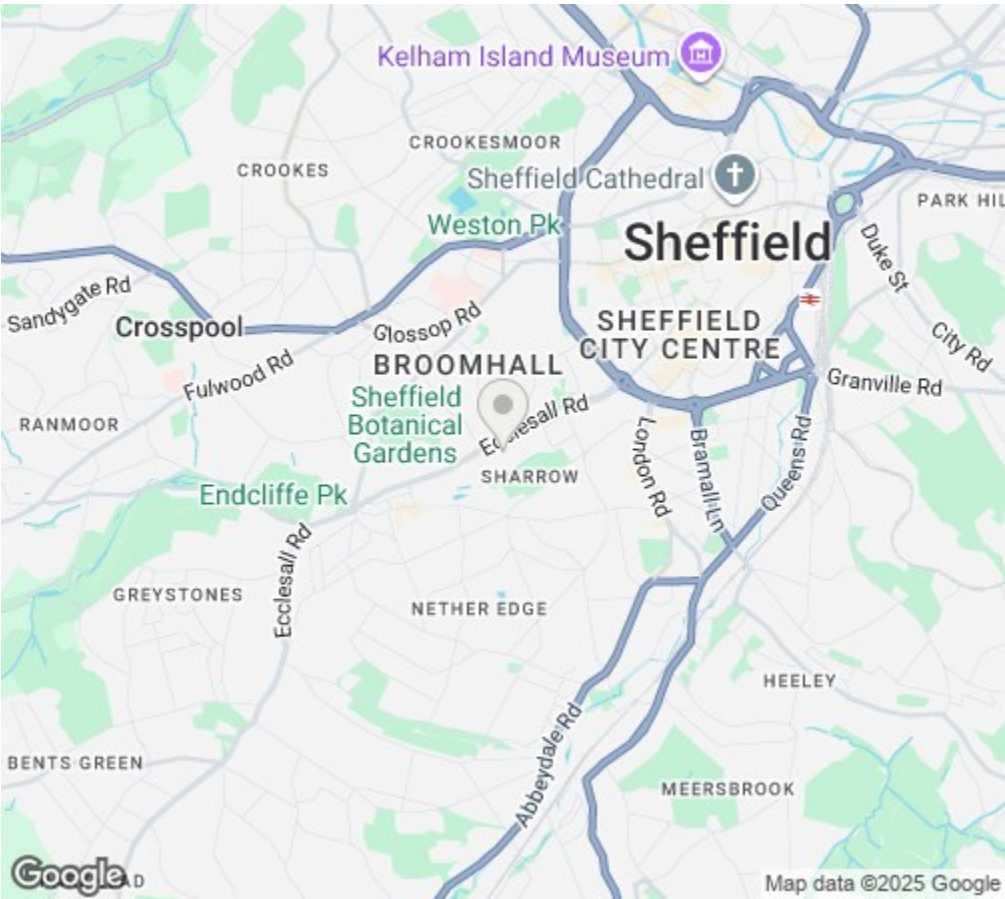 Kelham Island Museum
CROOKESMOOR
CROOKES
Sheffield Cathedral
PARK HIL
Weston Pk
Sheffield
Duke St
Sandygate Rd
Crosspool
Glossop Rd
SHEFFIELD
CITY CENTRE
City Rd
BROOMHALL
Fulwood Rd
Granville Rd
Sheffield
Botanical
Gardens
Ecclesall Rd
RANMOOR
London Rd
Bramall Ln
Queens Rd
SHARROW
Endcliffe Pk
Ecclesall Rd
GREYSTONES
NETHER EDGE
HEELEY
Abbeydale Rd
BENTS GREEN
MEERSBROOK
Google
AD
Map data ©2025 Google